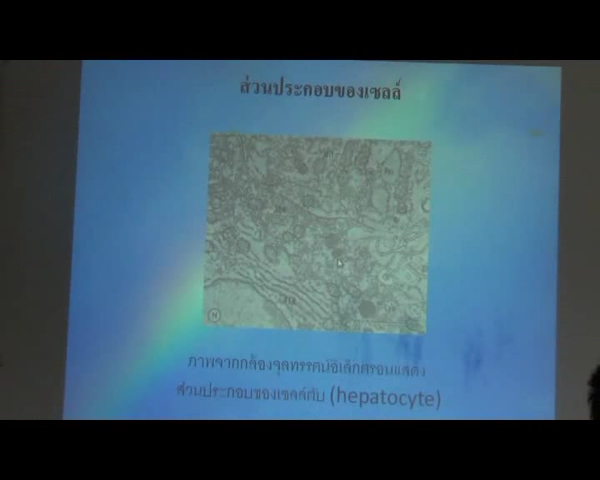 ส่วนประกอบของเซลล์
N
ภาพจากกล้องจุลทรรศน์อิเล็กตรอนแสดง
ส่วนประกอบของเซลล์ตับ (hepatocyte)